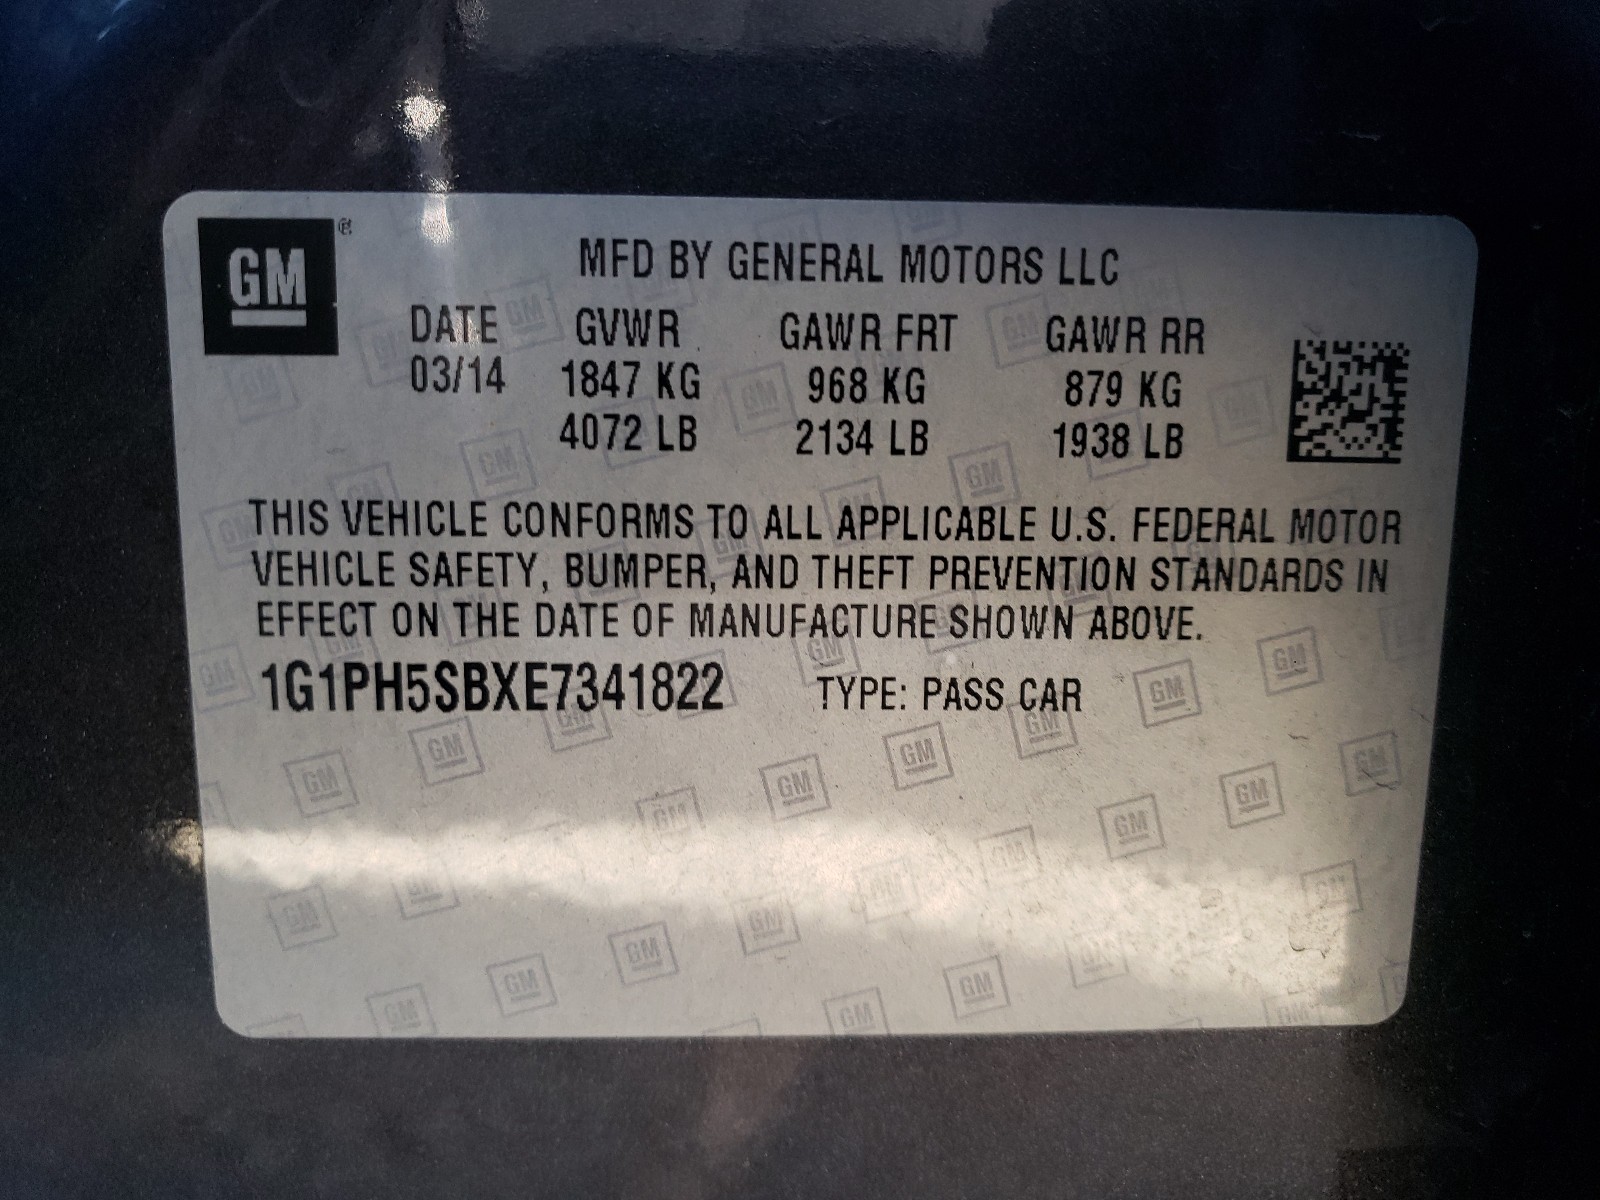 GM
MFD BY GENERAL MOTORS LLC
DATE GVWR GAWR FRT GAWR RR
03/14 1847 KG 968 KG 879 KG
4072 LB 2134 LB 1938 LB
THIS VEHICLE CONFORMS TO ALL APPLICABLE U.S. FEDERAL MOTOR
VEHICLE SAFETY, BUMPER, AND THEFT PREVENTION STANDARDS IN
EFFECT ON THE DATE OF MANUFACTURE SHOWN ABOVE.
1G1PH5SBXE7341822 TYPE: PASS CAR